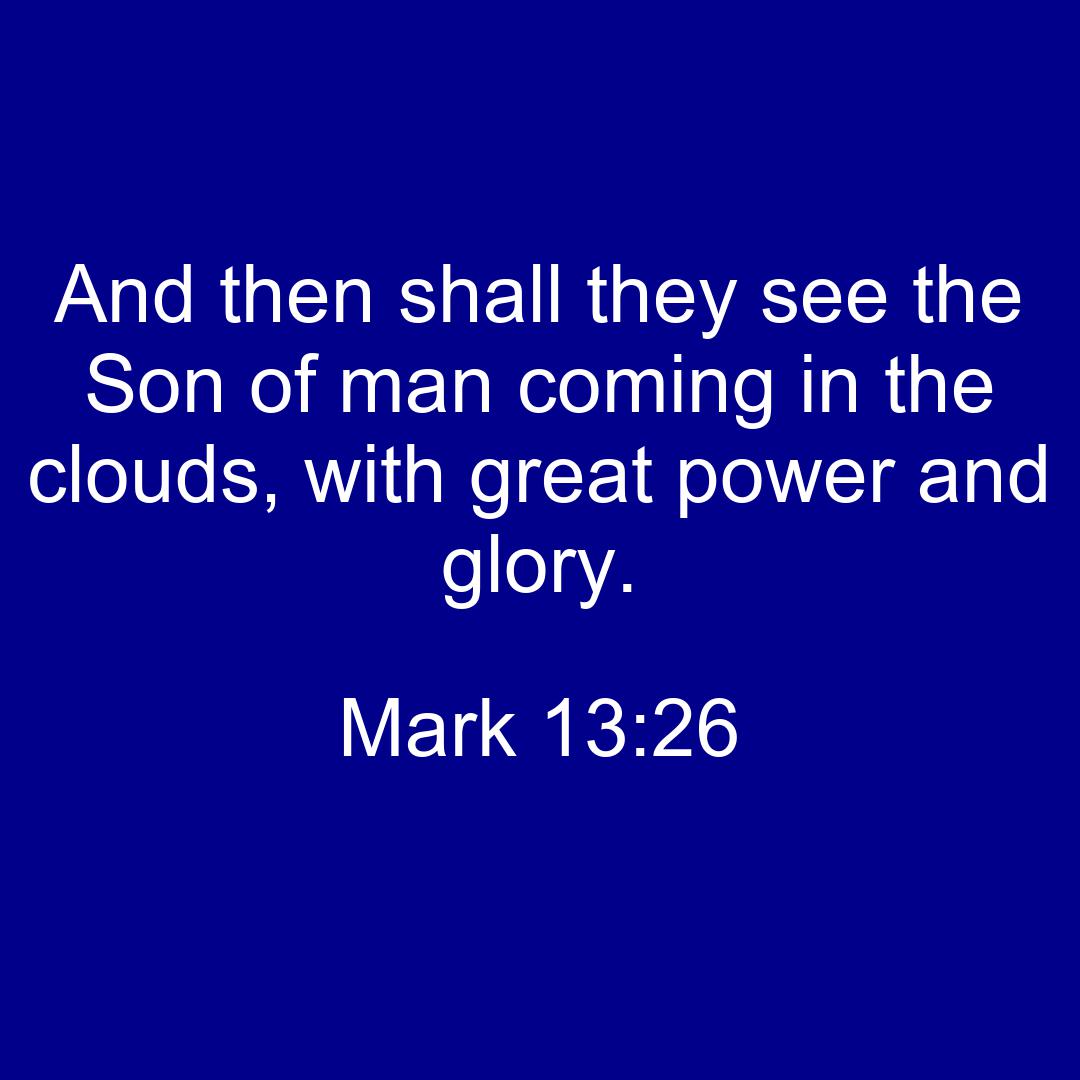 And then shall they see the
Son of man coming in the
clouds, with great power and
glory.
Mark 13:26